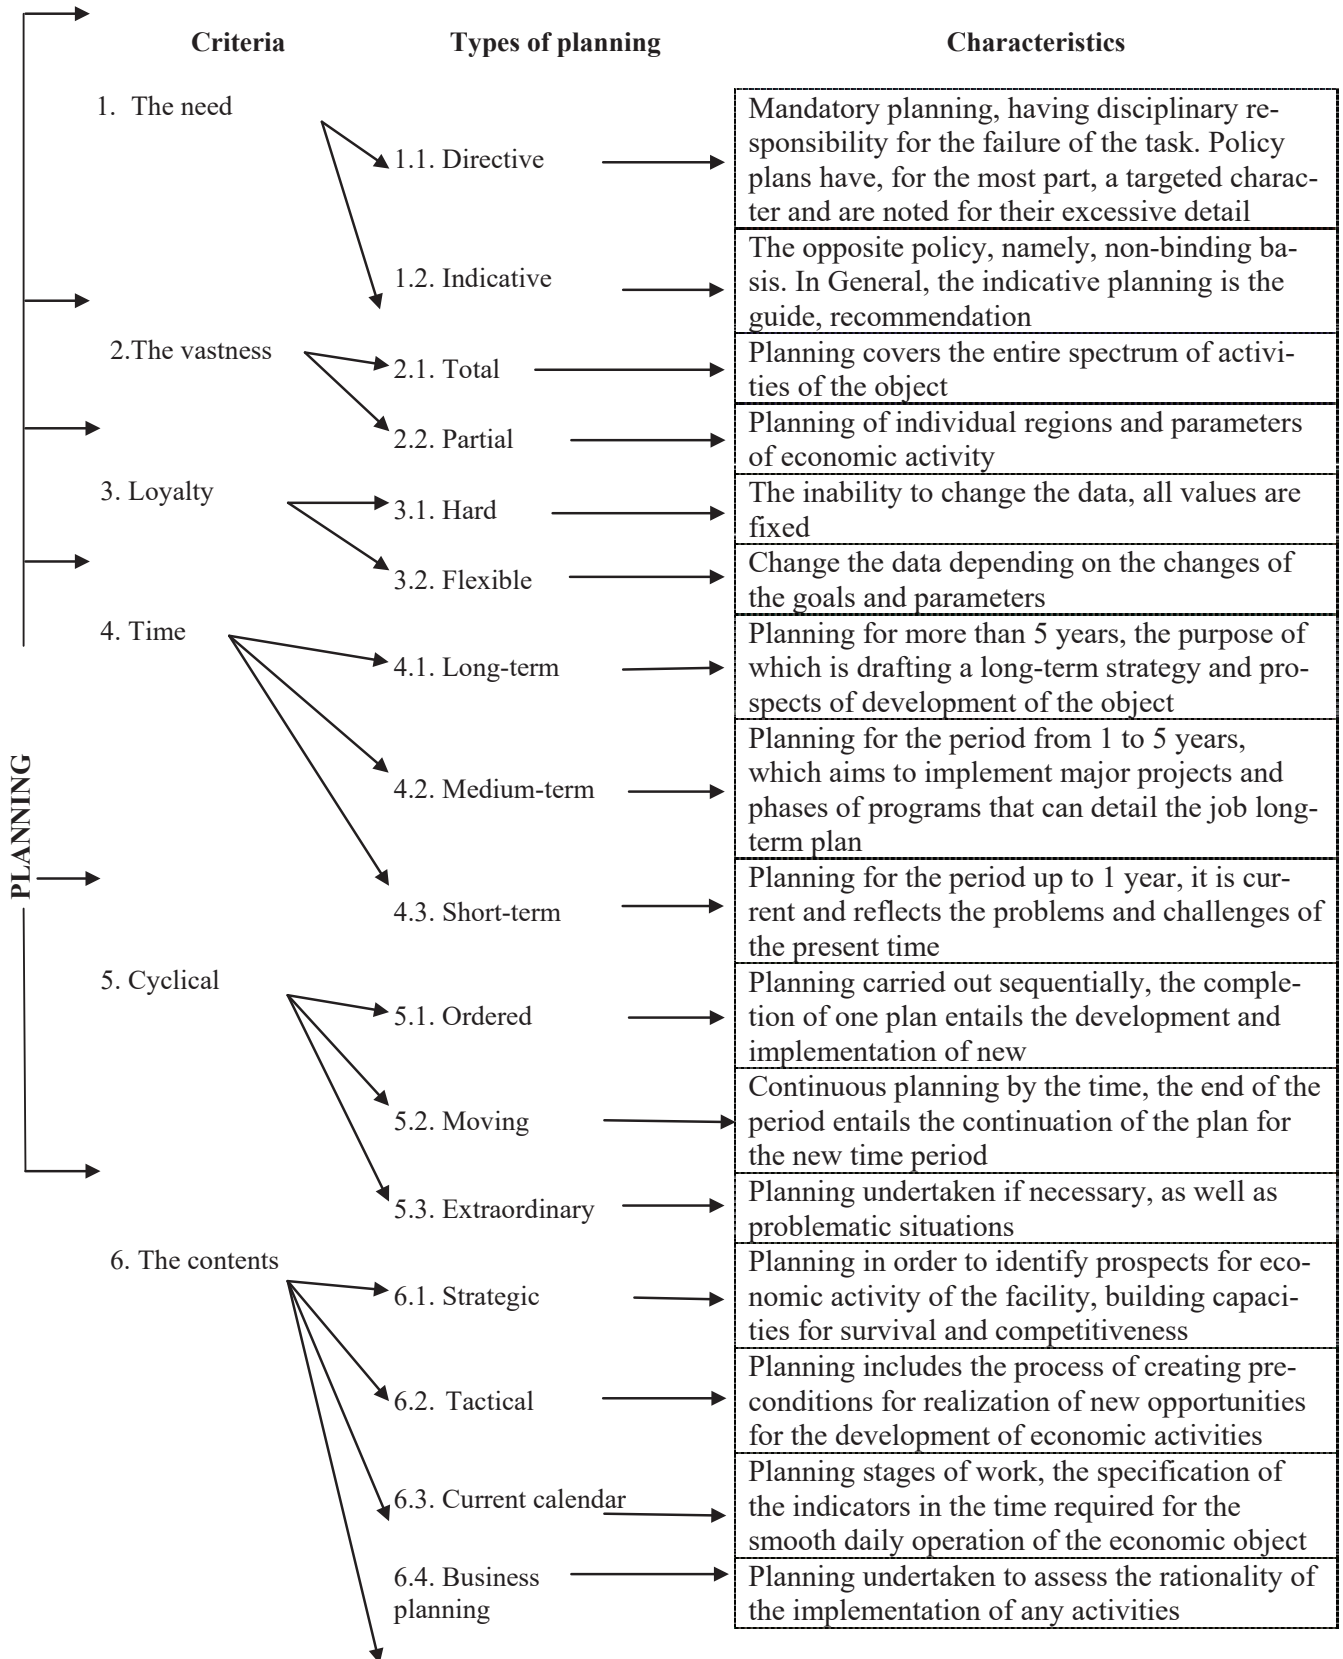 Criteria
Types of planning
Characteristics
1. The need
1.1. Directive
Mandatory planning, having disciplinary re-
sponsibility for the failure of the task. Policy
plans have, for the most part, a targeted charac-
ter and are noted for their excessive detail
1.2. Indicative
The opposite policy, namely, non-binding ba-
sis. In General, the indicative planning is the
guide, recommendation
2.The vastness
2.1. Total
Planning covers the entire spectrum of activi-
ties of the object
2.2. Partial
Planning of individual regions and parameters
of economic activity
3. Loyalty
3.1. Hard
The inability to change the data, all values are
fixed
3.2. Flexible
Change the data depending on the changes of
the goals and parameters
4. Time
4.1. Long-term
Planning for more than 5 years, the purpose of
which is drafting a long-term strategy and pro-
spects of development of the object
PLANNING
4.2. Medium-term
Planning for the period from 1 to 5 years,
which aims to implement major projects and
phases of programs that can detail the job long-
term plan
4.3. Short-term
Planning for the period up to 1 year, it is cur-
rent and reflects the problems and challenges of
the present time
5. Cyclical
5.1. Ordered
Planning carried out sequentially, the comple-
tion of one plan entails the development and
implementation of new
5.2. Moving
Continuous planning by the time, the end of the
period entails the continuation of the plan for
the new time period
5.3. Extraordinary
Planning undertaken if necessary, as well as
problematic situations
6. The contents
6.1. Strategic
Planning in order to identify prospects for eco-
nomic activity of the facility, building capaci-
ties for survival and competitiveness
6.2. Tactical
Planning includes the process of creating pre-
conditions for realization of new opportunities
for the development of economic activities
6.3. Current calendar
Planning stages of work, the specification of
the indicators in the time required for the
smooth daily operation of the economic object
6.4. Business
planning
Planning undertaken to assess the rationality of
the implementation of any activities